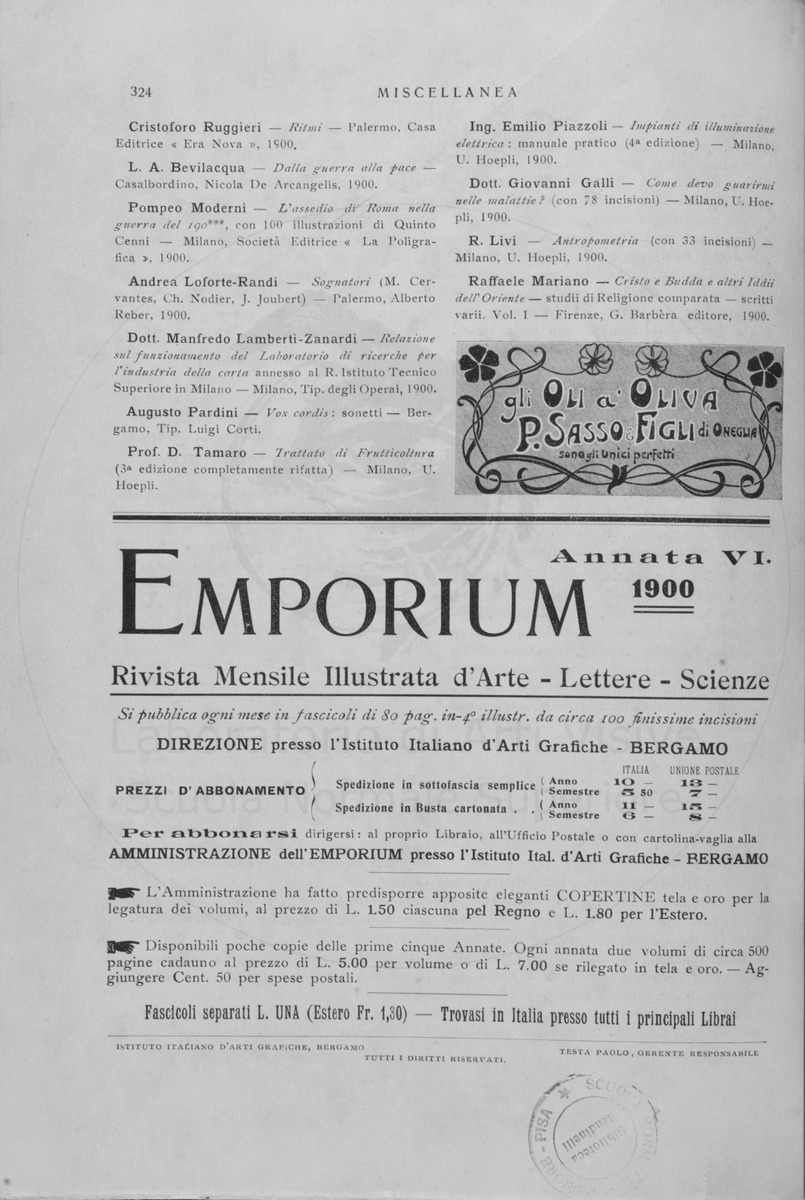 324
MISCELLANEA
Cristoforo Ruggieri — Ritmi — Palermo, Casa
Editrice « Era Nova », 1900.
L. A. Bevilacqua — Dalla guerra alla pace —
Casalbordino, Nicola De Arcangelis, 1900.
Pompeo Moderni — L'assedio di Roma nella
guerra del 190***, con 100 illustrazioni di Quinto
Cenni — Milano, Società Editrice « La Poligra-
fica », 1900.
Andrea Loforte-Randi — Sognatori (M. Cer-
vantes, Ch. Nodier, J. Joubert) — Palermo, Alberto
Reber, 1900.
Dott. Manfredo Lamberti-Zanardi — Relazione
sul funzionamento del Laboratorio di ricerche per
l'industria della carta annesso al R. Istituto Tecnico
Superiore in Milano — Milano, Tip. degli Operai, 1900.
Augusto Pardini — Vox cordis : sonetti — Ber-
gamo, Tip. Luigi Corti.
Prof. D. Tamaro — Trattato di Frutticoltura
(3ª edizione completamente rifatta) — Milano, U.
Hoepli.
Ing. Emilio Piazzoli — Impianti di illuminazione
elettrica : manuale pratico (4ª edizione) — Milano,
U. Hoepli, 1900.
Dott. Giovanni Galli — Come devo guarirmi
nelle malattie ? (con 78 incisioni) — Milano, U. Hoe-
pli, 1900.
R. Livi — Antropometria (con 33 incisioni) —
Milano, U. Hoepli, 1900.
Raffaele Mariano — Cristo e Budda e altri Iddii
dell'Oriente — studii di Religione comparata — scritti
varii. Vol. I — Firenze, G. Barbèra editore, 1900.
gli OLI d'OLIVA
P. SASSO e FIGLI di ONEGLIA
sono gli Unici perfetti
Annata VI.
EMPORIUM 1900
Rivista Mensile Illustrata d'Arte - Lettere - Scienze
Si pubblica ogni mese in fascicoli di 80 pag. in-4° illustr. da circa 100 finissime incisioni
DIREZIONE presso l'Istituto Italiano d'Arti Grafiche - BERGAMO
ITALIA UNIONE POSTALE
PREZZI D'ABBONAMENTO
Spedizione in sottofascia semplice Anno 10 — 13 —
Semestre 5 50 7 —
Spedizione in Busta cartonata . . Anno 11 — 15 —
Semestre 6 — 8 —
Per abbonarsi dirigersi : al proprio Libraio, all'Ufficio Postale o con cartolina-vaglia alla
AMMINISTRAZIONE dell'EMPORIUM presso l'Istituto Ital. d'Arti Grafiche - BERGAMO
L'Amministrazione ha fatto predisporre apposite eleganti COPERTINE tela e oro per la
legatura dei volumi, al prezzo di L. 1.50 ciascuna pel Regno e L. 1.80 per l'Estero.
Disponibili poche copie delle prime cinque Annate. Ogni annata due volumi di circa 500
pagine cadauno al prezzo di L. 5.00 per volume o di L. 7.00 se rilegato in tela e oro. — Ag-
giungere Cent. 50 per spese postali.
Fascicoli separati L. UNA (Estero Fr. 1,30) — Trovasi in Italia presso tutti i principali Librai
ISTITUTO ITALIANO D'ARTI GRAFICHE, BERGAMO
TUTTI I DIRITTI RISERVATI.
TESTA PAOLO, GERENTE RESPONSABILE
PISA
Biblioteca